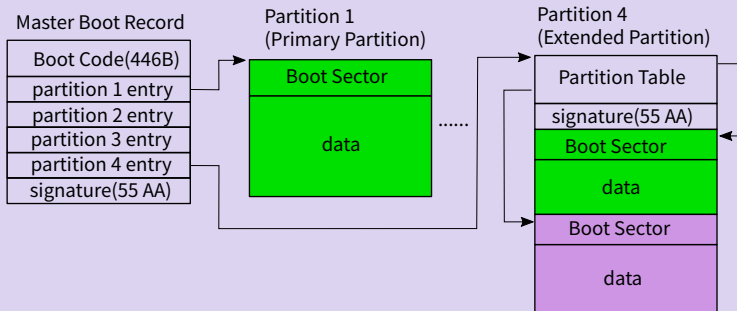 Master Boot Record
Boot Code(446B)
partition 1 entry
partition 2 entry
partition 3 entry
partition 4 entry
signature(55 AA)
Partition 1
(Primary Partition)
Boot Sector
data
......
Partition 4
(Extended Partition)
Partition Table
signature(55 AA)
Boot Sector
data
Boot Sector
data